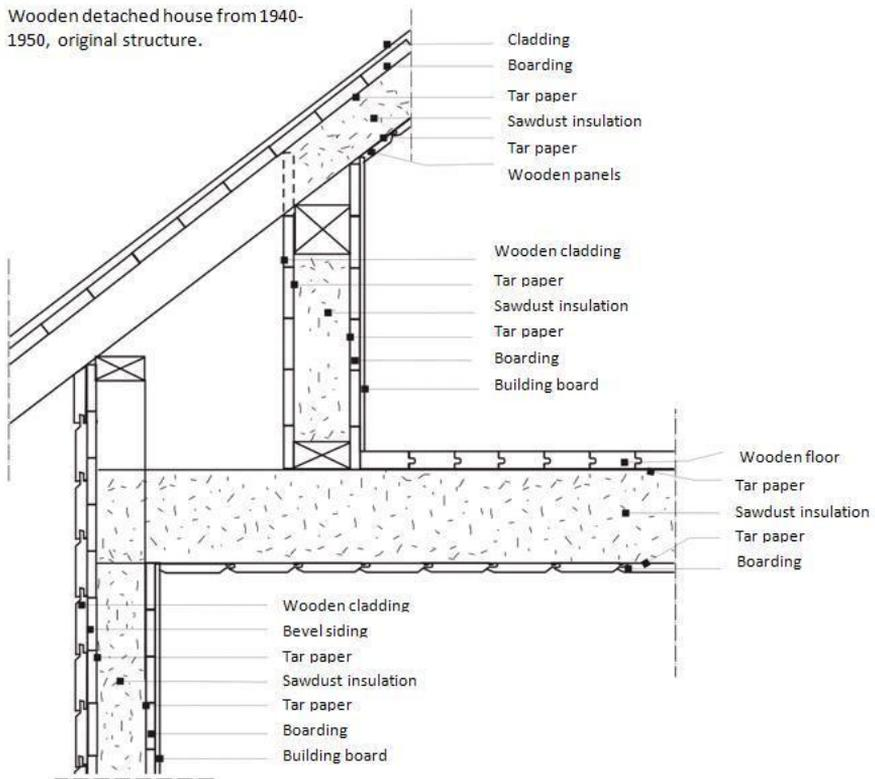 Wooden detached house from 1940-
1950, original structure.
Cladding
Boarding
Tar paper
Sawdust insulation
Tar paper
Wooden panels
Wooden cladding
Tar paper
Sawdust insulation
Tar paper
Boarding
Building board
Wooden floor
Tar paper
Sawdust insulation
Tar paper
Boarding
Wooden cladding
Bevel siding
Tar paper
Sawdust insulation
Tar paper
Boarding
Building board